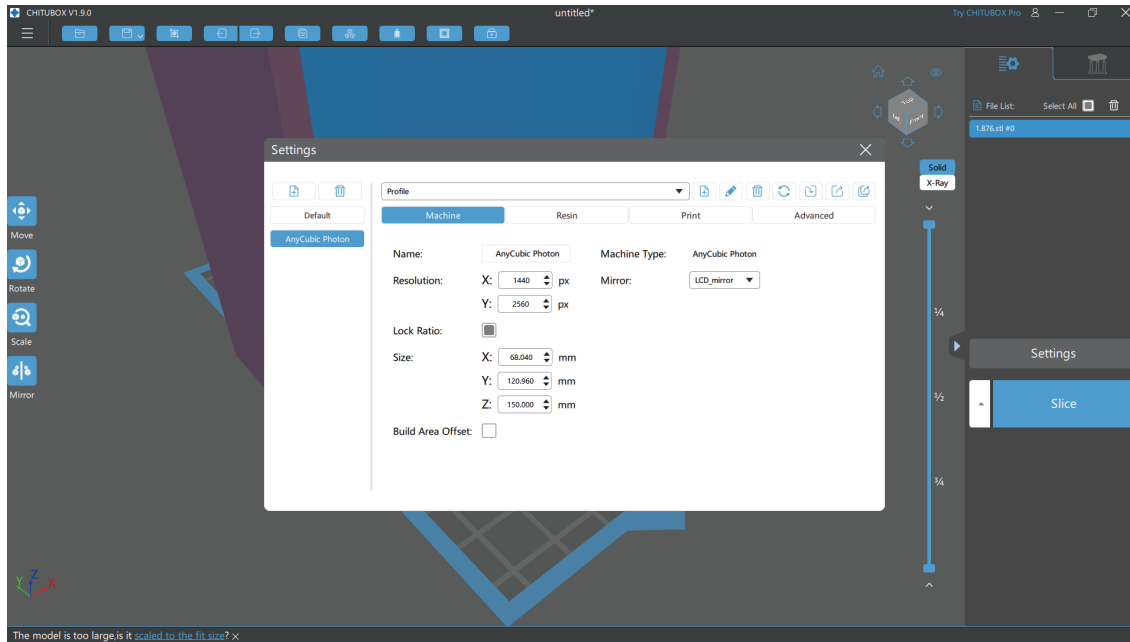 CHITUBOX V1.9.0
untitled*
Try CHITUBOX Pro
File List:
Select All
1.876.stl #0
TOP
Front
Solid
X-Ray
Move
Rotate
Scale
Mirror
Settings
Default
AnyCubic Photon
Profile
Machine
Resin
Print
Advanced
Name:
AnyCubic Photon
Machine Type:
AnyCubic Photon
Resolution:
X:
1440
px
Mirror:
LCD_mirror
Y:
2560
px
Lock Ratio:
Size:
X:
68.040
mm
Y:
120.960
mm
Z:
150.000
mm
Build Area Offset:
¼
½
¾
Settings
Slice
Y
Z
X
The model is too large,is it scaled to the fit size?